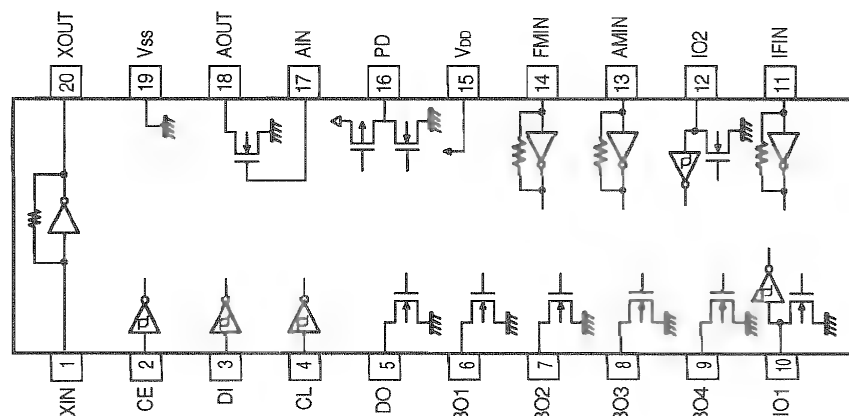 XOUT VSS AOUT AIN PD VDD FMIN AMIN IO2 IFIN
20 19 18 17 16 15 14 13 12 11
1 2 3 4 5 6 7 8 9 10
XIN CE DI CL DO BO1 BO2 BO3 BO4 IO1